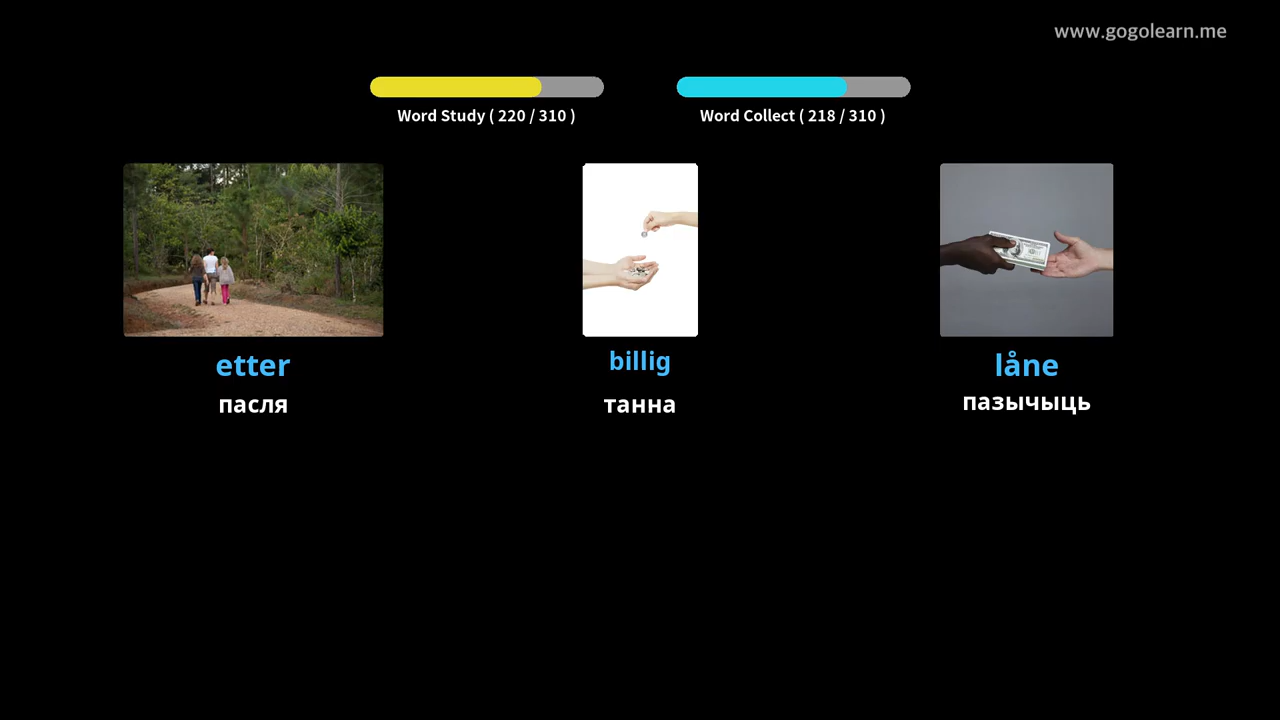 www.gogolearn.me
Word Study ( 220 / 310 )
Word Collect ( 218 / 310 )
etter
billig
låne
пасля
танна
пазычыць